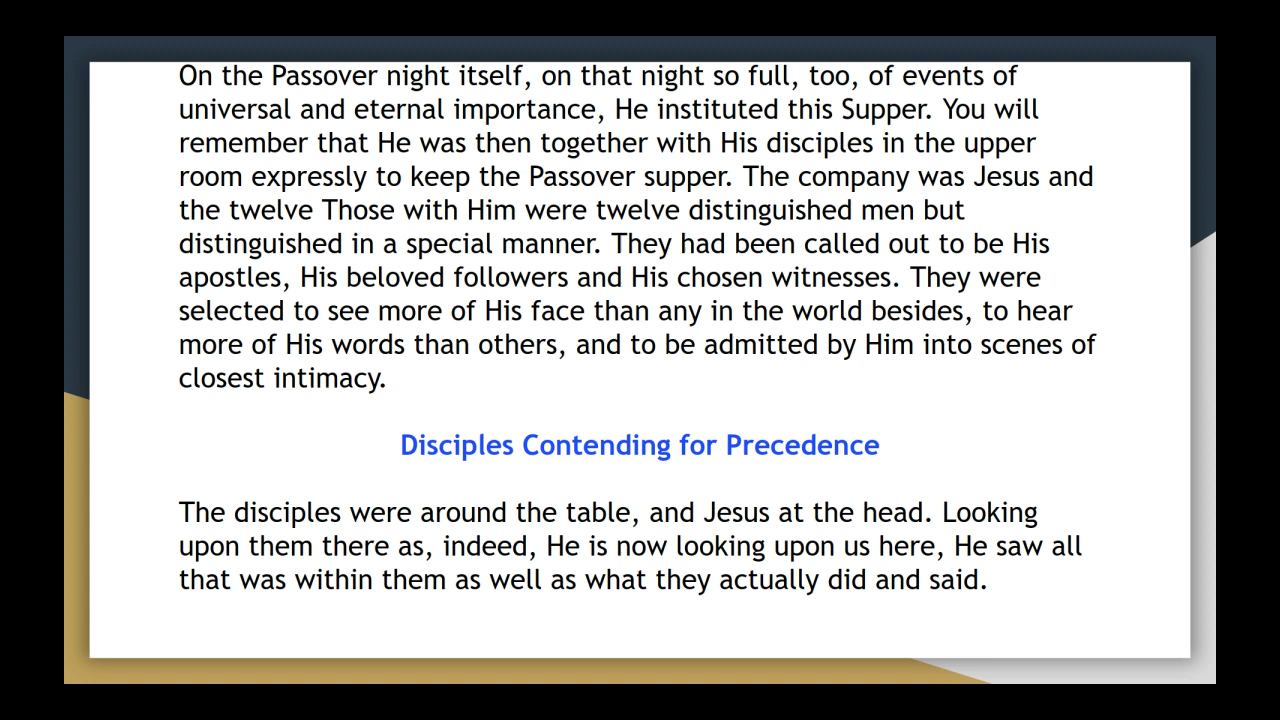 On the Passover night itself, on that night so full, too, of events of
universal and eternal importance, He instituted this Supper. You will
remember that He was then together with His disciples in the upper
room expressly to keep the Passover supper. The company was Jesus and
the twelve Those with Him were twelve distinguished men but
distinguished in a special manner. They had been called out to be His
apostles, His beloved followers and His chosen witnesses. They were
selected to see more of His face than any in the world besides, to hear
more of His words than others, and to be admitted by Him into scenes of
closest intimacy.
Disciples Contending for Precedence
The disciples were around the table, and Jesus at the head. Looking
upon them there as, indeed, He is now looking upon us here, He saw all
that was within them as well as what they actually did and said.